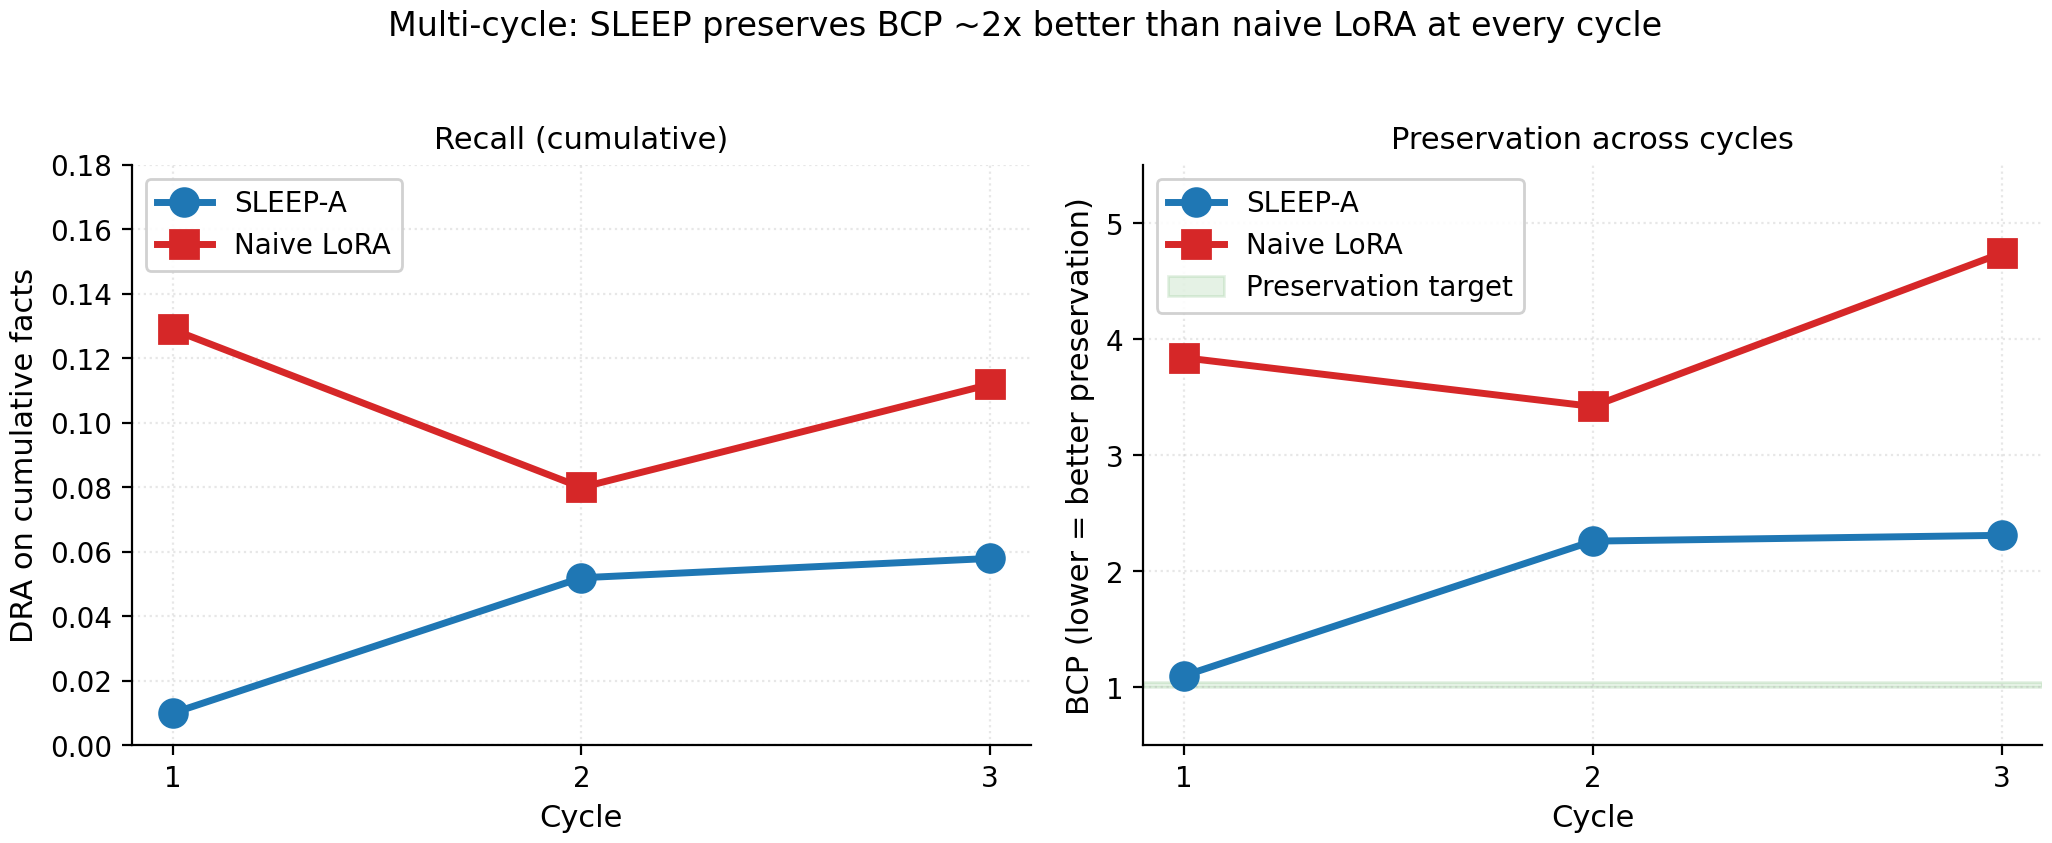 Multi-cycle: SLEEP preserves BCP ~2x better than naive LoRA at every cycle
Recall (cumulative)
DRA on cumulative facts
0.18
0.16
0.14
0.12
0.10
0.08
0.06
0.04
0.02
0.00
SLEEP-A
Naive LoRA
1
2
3
Cycle
Preservation across cycles
BCP (lower = better preservation)
5
4
3
2
1
SLEEP-A
Naive LoRA
Preservation target
1
2
3
Cycle